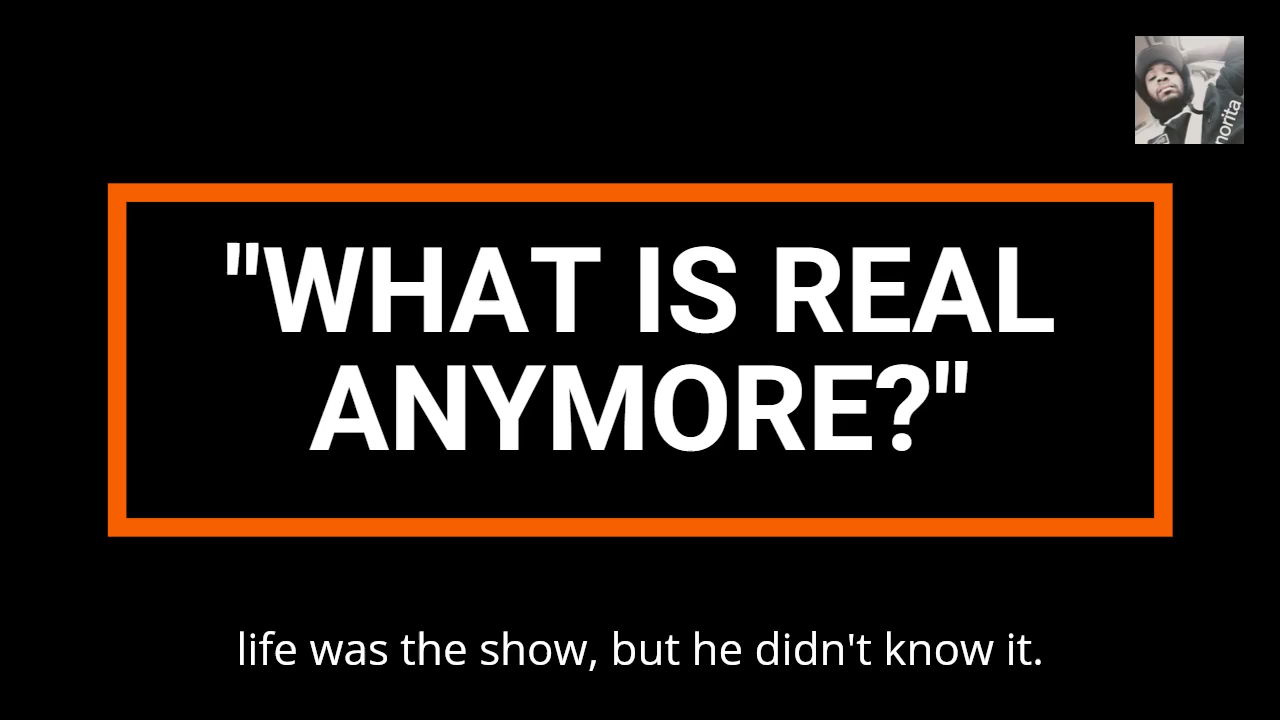 "WHAT IS REAL
ANYMORE?"
life was the show, but he didn't know it.